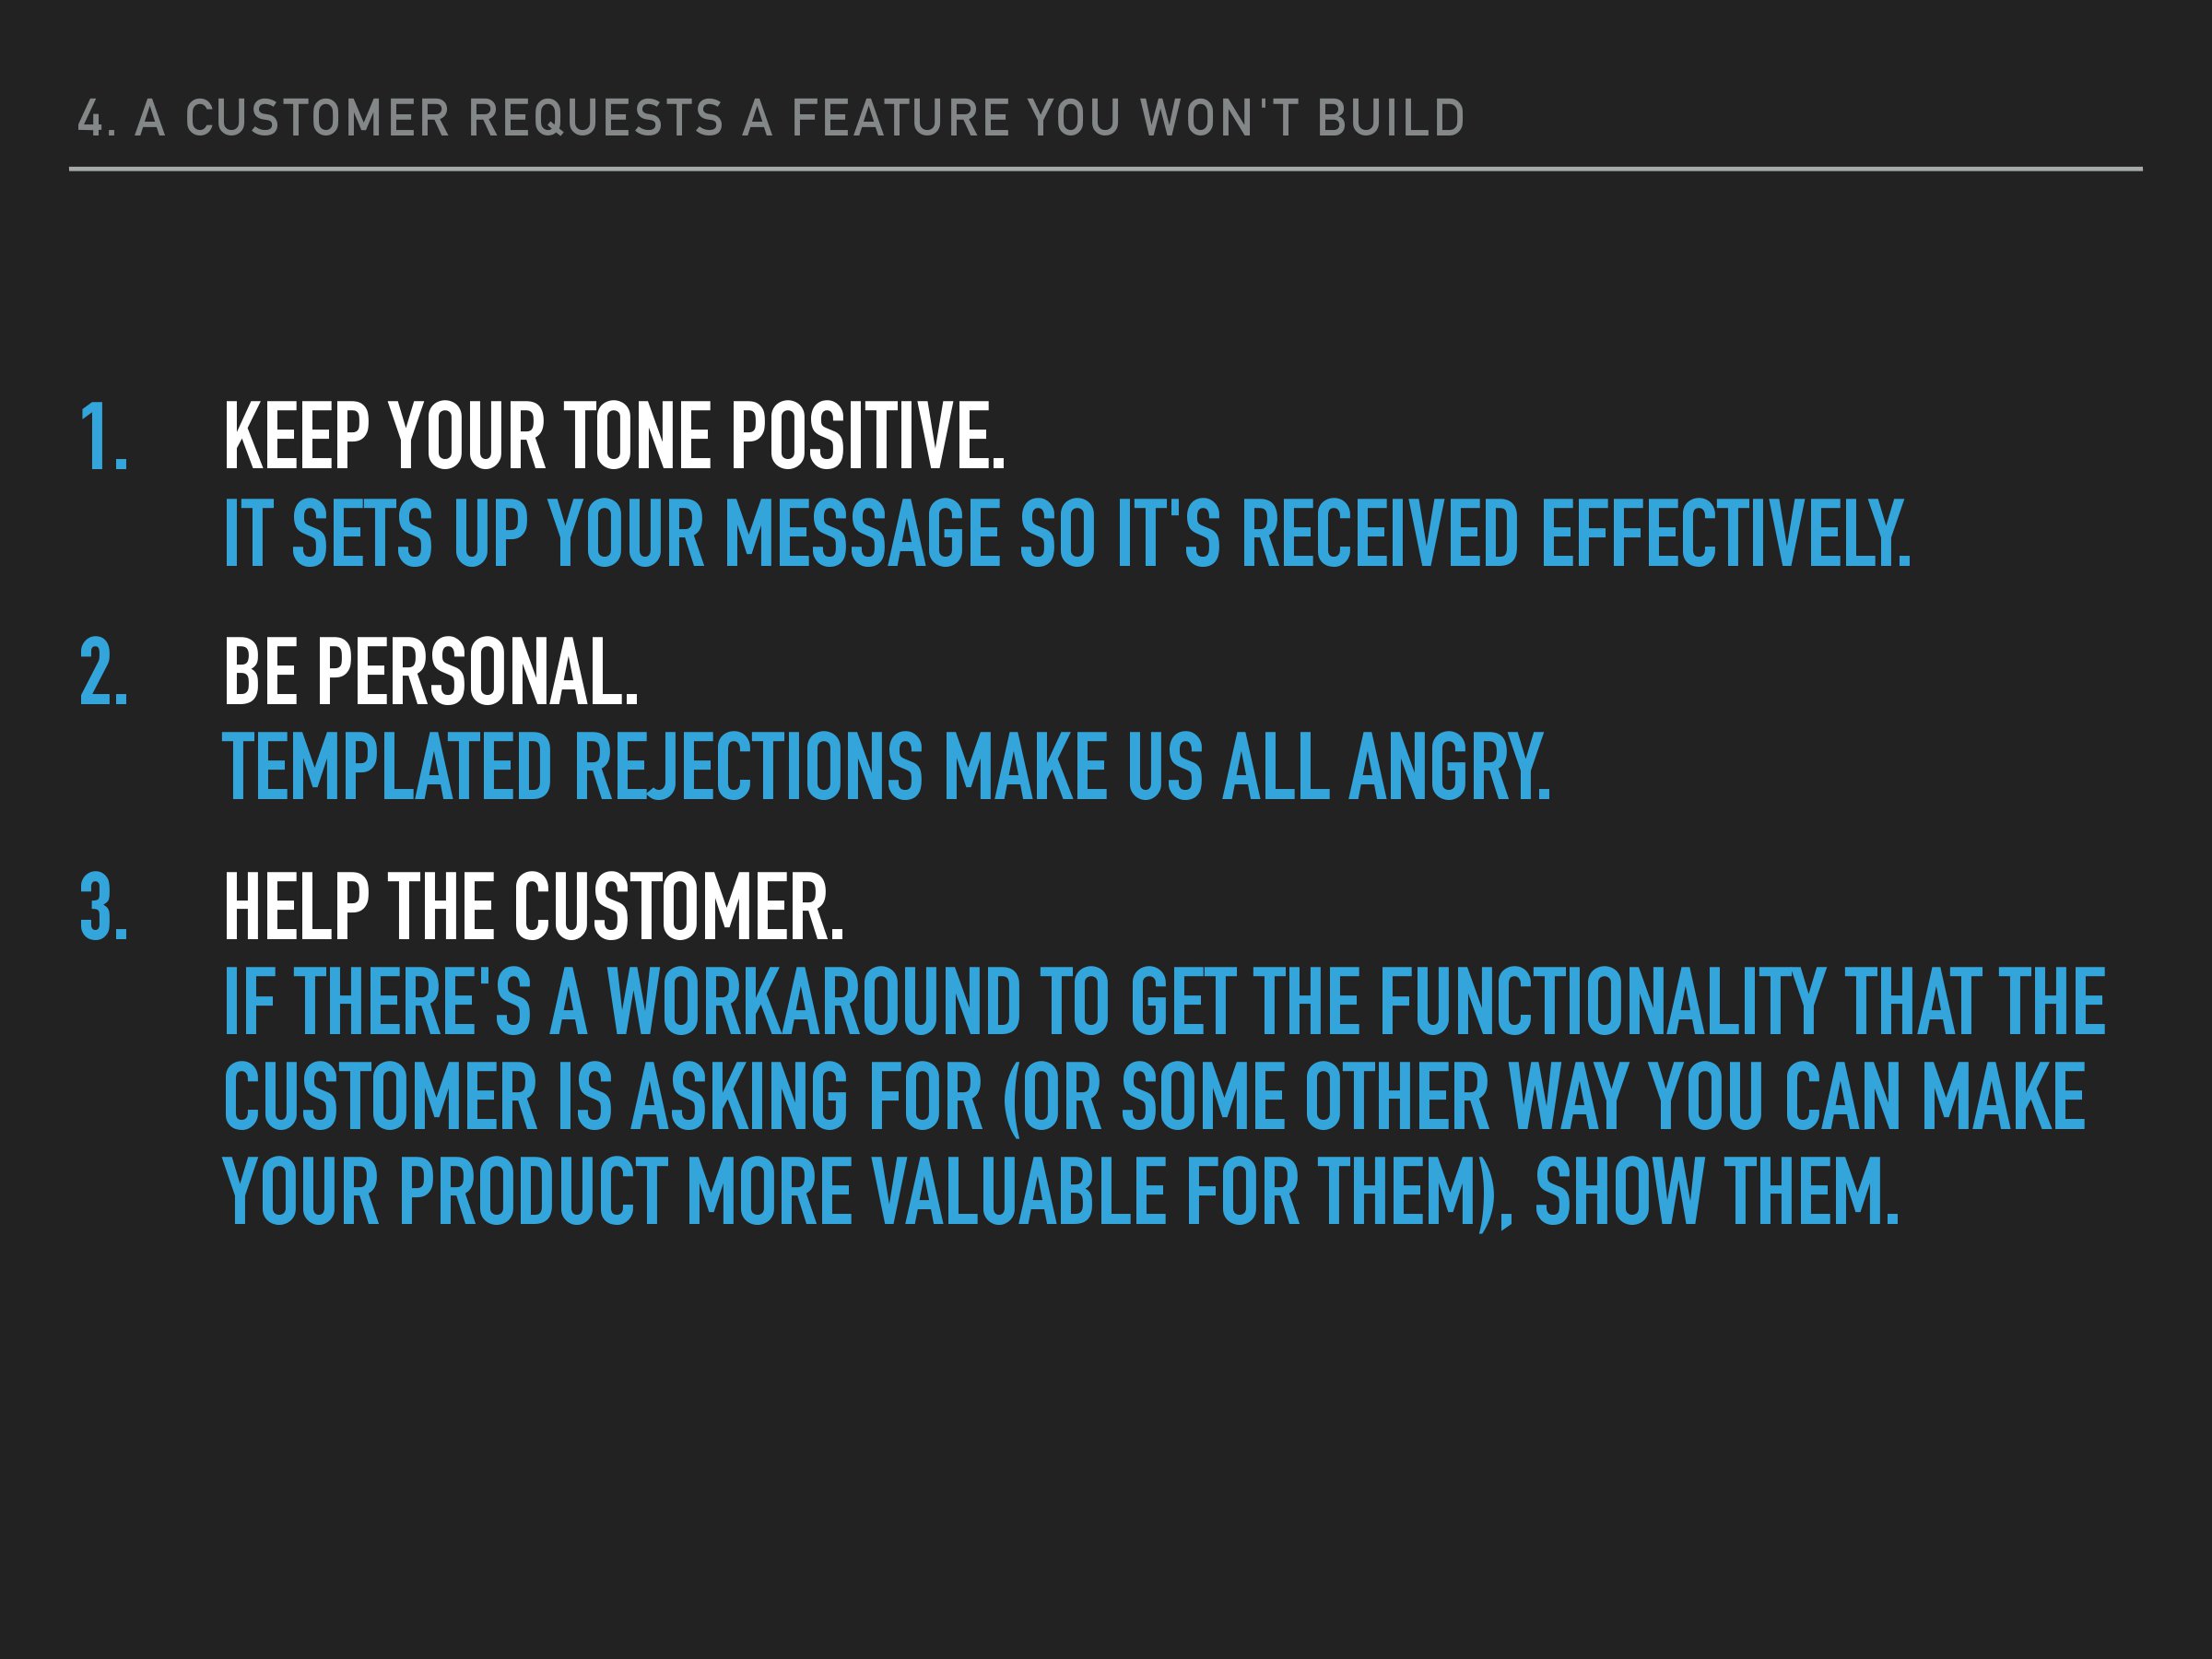 4. A CUSTOMER REQUESTS A FEATURE YOU WON'T BUILD
1. KEEP YOUR TONE POSITIVE.
IT SETS UP YOUR MESSAGE SO IT'S RECEIVED EFFECTIVELY.
2. BE PERSONAL.
TEMPLATED REJECTIONS MAKE US ALL ANGRY.
3. HELP THE CUSTOMER.
IF THERE'S A WORKAROUND TO GET THE FUNCTIONALITY THAT THE
CUSTOMER IS ASKING FOR (OR SOME OTHER WAY YOU CAN MAKE
YOUR PRODUCT MORE VALUABLE FOR THEM), SHOW THEM.